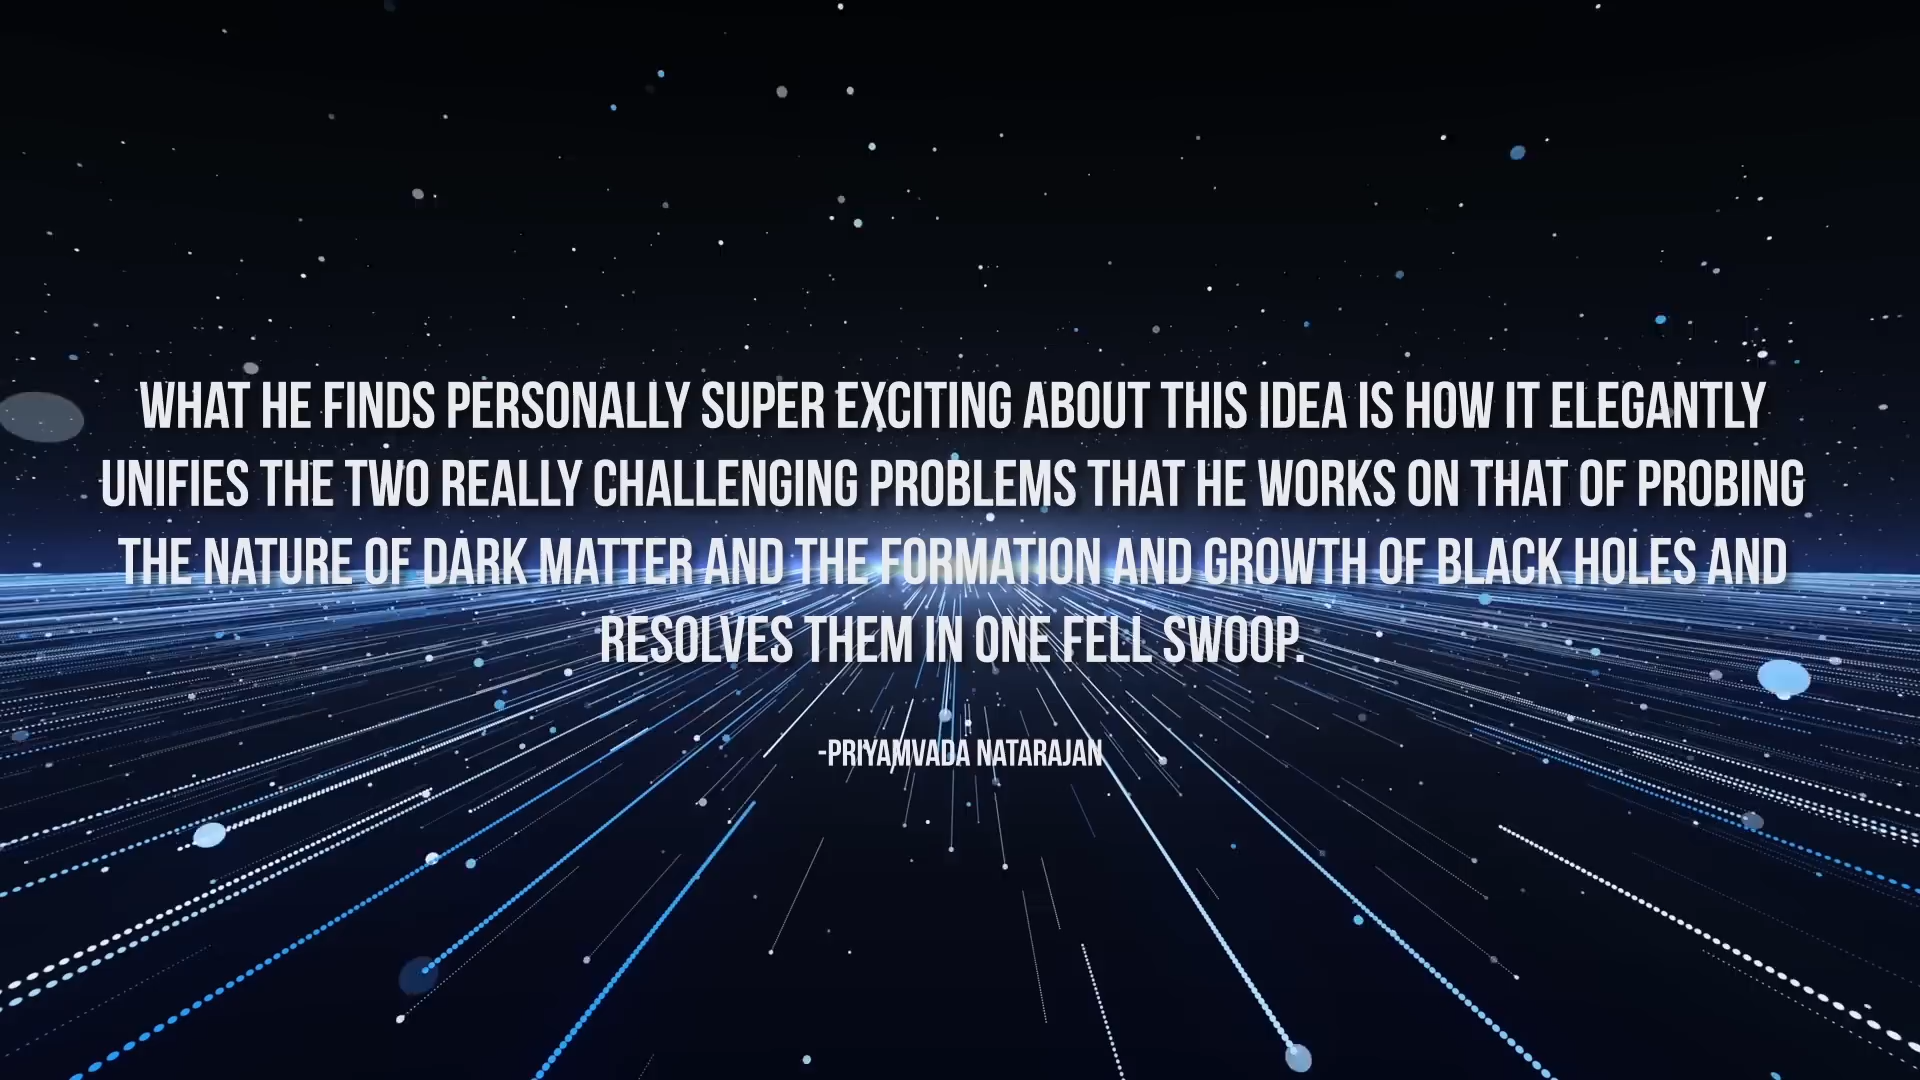 WHAT HE FINDS PERSONALLY SUPER EXCITING ABOUT THIS IDEA IS HOW IT ELEGANTLY
UNIFIES THE TWO REALLY CHALLENGING PROBLEMS THAT HE WORKS ON THAT OF PROBING
THE NATURE OF DARK MATTER AND THE FORMATION AND GROWTH OF BLACK HOLES AND
RESOLVES THEM IN ONE FELL SWOOP.
-PRIYAMVADA NATARAJAN